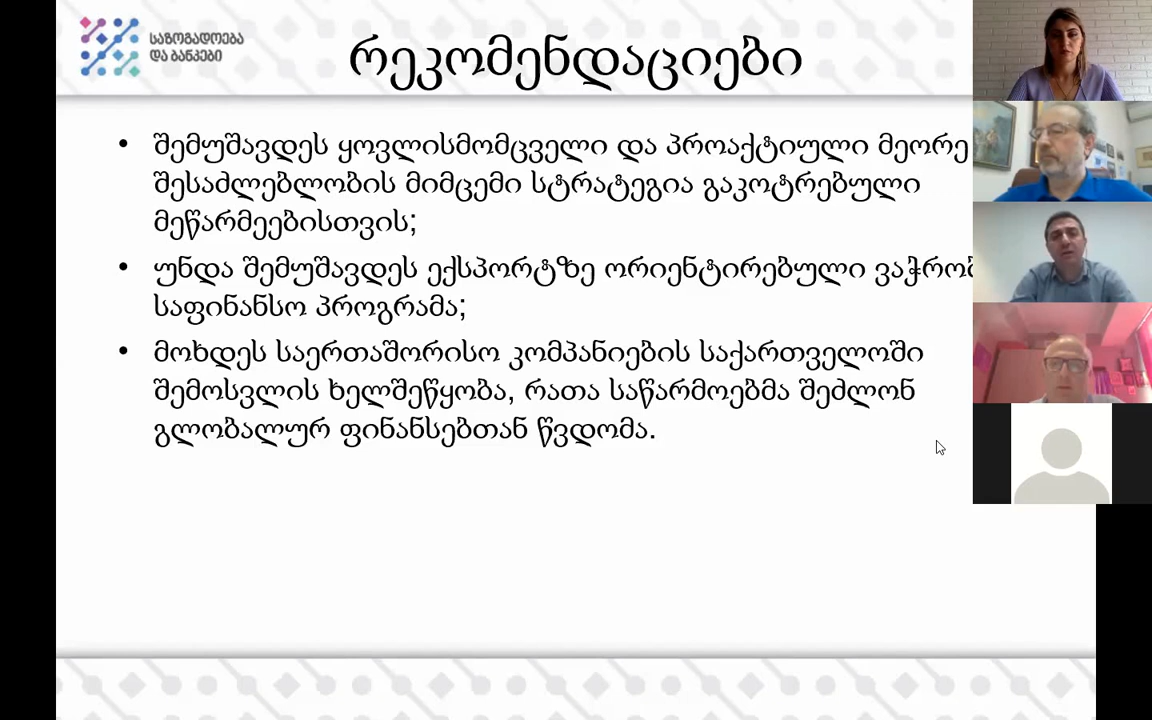 საზოგადოება
და ბანკები
რეკომენდაციები
• შემუშავდეს ყოვლისმომცველი და პროაქტიული მეორე
შესაძლებლობის მიმცემი სტრატეგია გაკოტრებული
მეწარმეებისთვის;
• უნდა შემუშავდეს ექსპორტზე ორიენტირებული
საფინანსო პროგრამა;
• მოხდეს საერთაშორისო კომპანიების საქართველოში
შემოსვლის ხელშეწყობა, რათა საწარმოებმა შეძლონ
გლობალურ ფინანსებთან წვდომა.